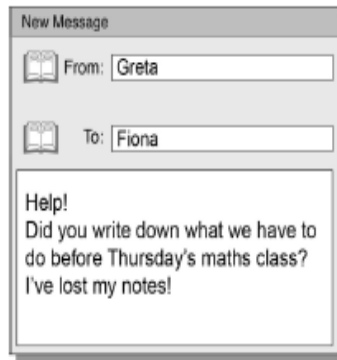 New Message
From: Greta
To: Fiona
Help!
Did you write down what we have to
do before Thursday's maths class?
I've lost my notes!